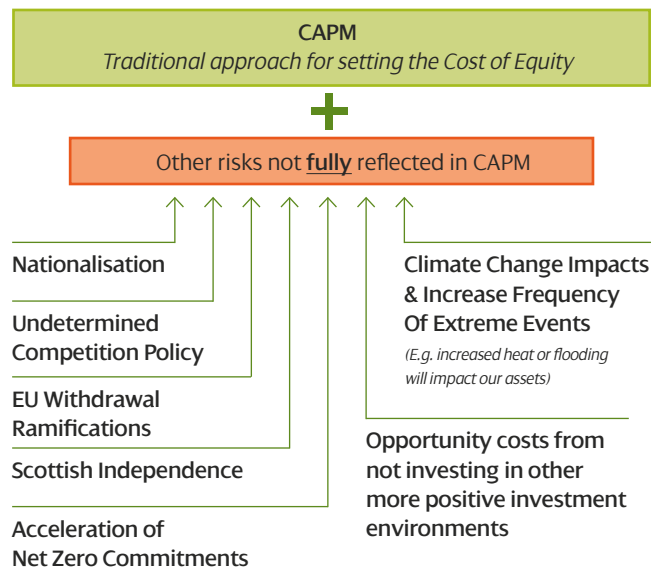 CAPM
Traditional approach for setting the Cost of Equity
+
Other risks not fully reflected in CAPM
Nationalisation
Undetermined
Competition Policy
EU Withdrawal
Ramifications
Scottish Independence
Acceleration of
Net Zero Commitments
Climate Change Impacts
& Increase Frequency
Of Extreme Events
(E.g. increased heat or flooding
will impact our assets)
Opportunity costs from
not investing in other
more positive investment
environments